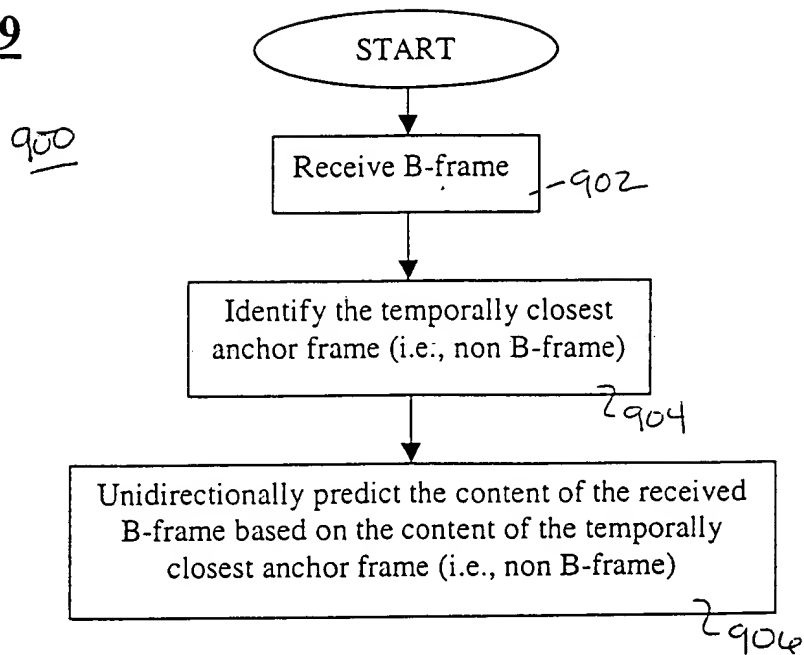 9
START
900
Receive B-frame
902
Identify the temporally closest
anchor frame (i.e., non B-frame)
904
Unidirectionally predict the content of the received
B-frame based on the content of the temporally
closest anchor frame (i.e., non B-frame)
906